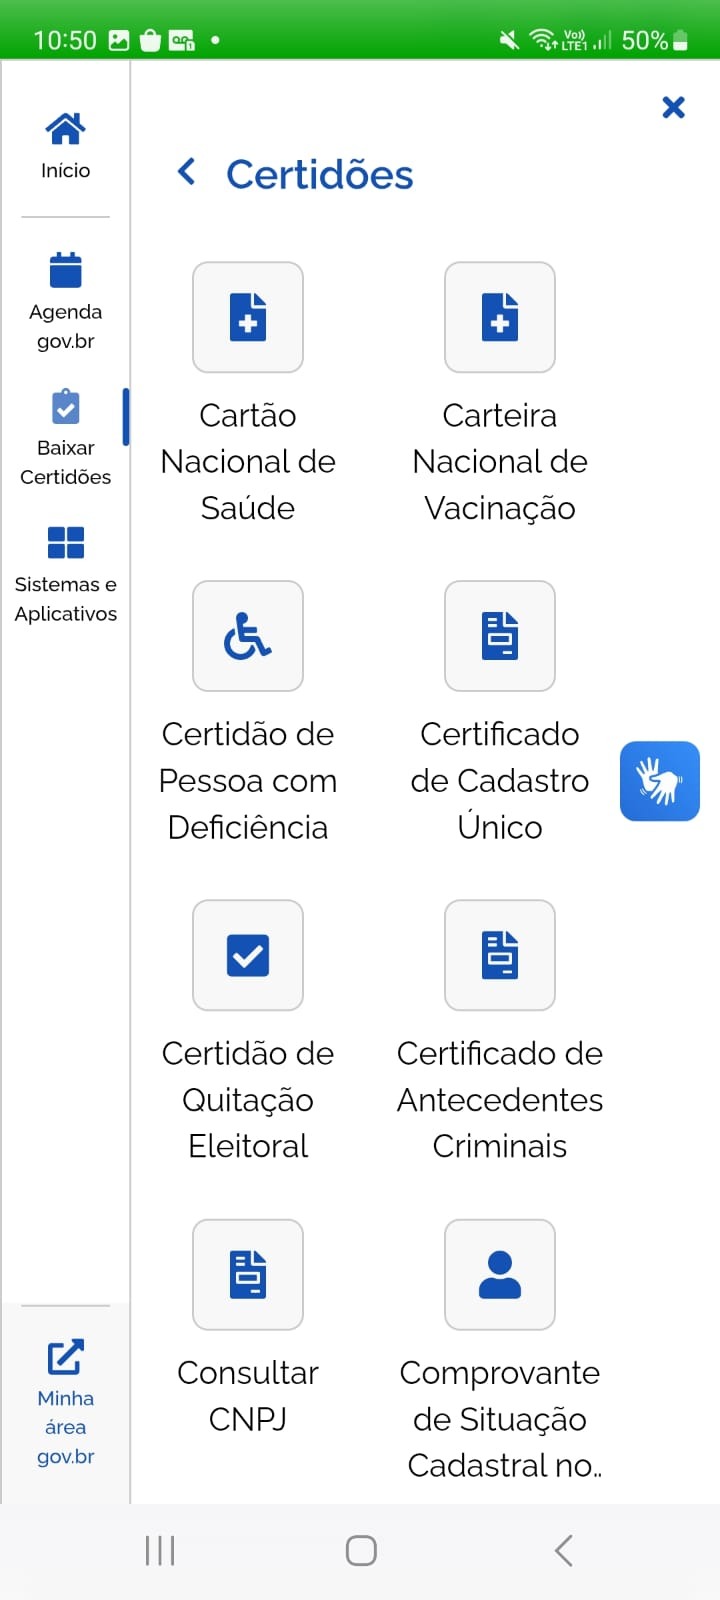 10:50
Vo)) LTE1 50%
Início
Agenda
gov.br
Baixar
Certidões
Sistemas e
Aplicativos
Minha
área
gov.br
Certidões
Cartão
Nacional de
Saúde
Carteira
Nacional de
Vacinação
Certidão de
Pessoa com
Deficiência
Certificado
de Cadastro
Único
Certidão de
Quitação
Eleitoral
Certificado de
Antecedentes
Criminais
Consultar
CNPJ
Comprovante
de Situação
Cadastral no..